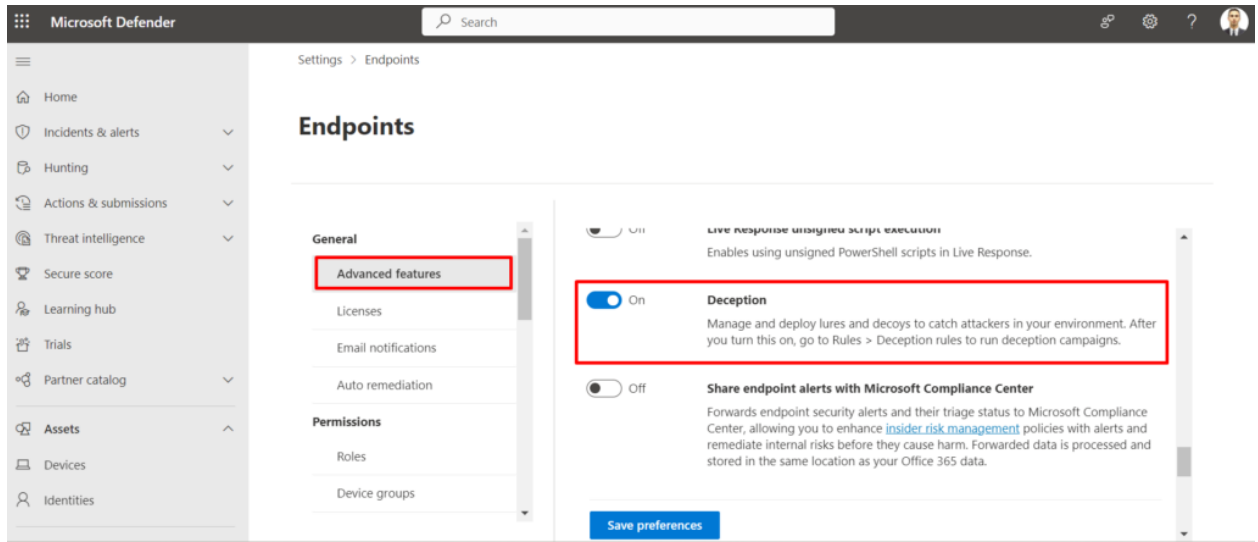 Microsoft Defender
Search
?
Settings > Endpoints
Home
Incidents & alerts
Hunting
Actions & submissions
Threat intelligence
Secure score
Learning hub
Trials
Partner catalog
Assets
Devices
Identities
Endpoints
General
Advanced features
Licenses
Email notifications
Auto remediation
Permissions
Roles
Device groups
Off
Live Response unsigned script execution
Enables using unsigned PowerShell scripts in Live Response.
On
Deception
Manage and deploy lures and decoys to catch attackers in your environment. After
you turn this on, go to Rules > Deception rules to run deception campaigns.
Off
Share endpoint alerts with Microsoft Compliance Center
Forwards endpoint security alerts and their triage status to Microsoft Compliance
Center, allowing you to enhance insider risk management policies with alerts and
remediate internal risks before they cause harm. Forwarded data is processed and
stored in the same location as your Office 365 data.
Save preferences